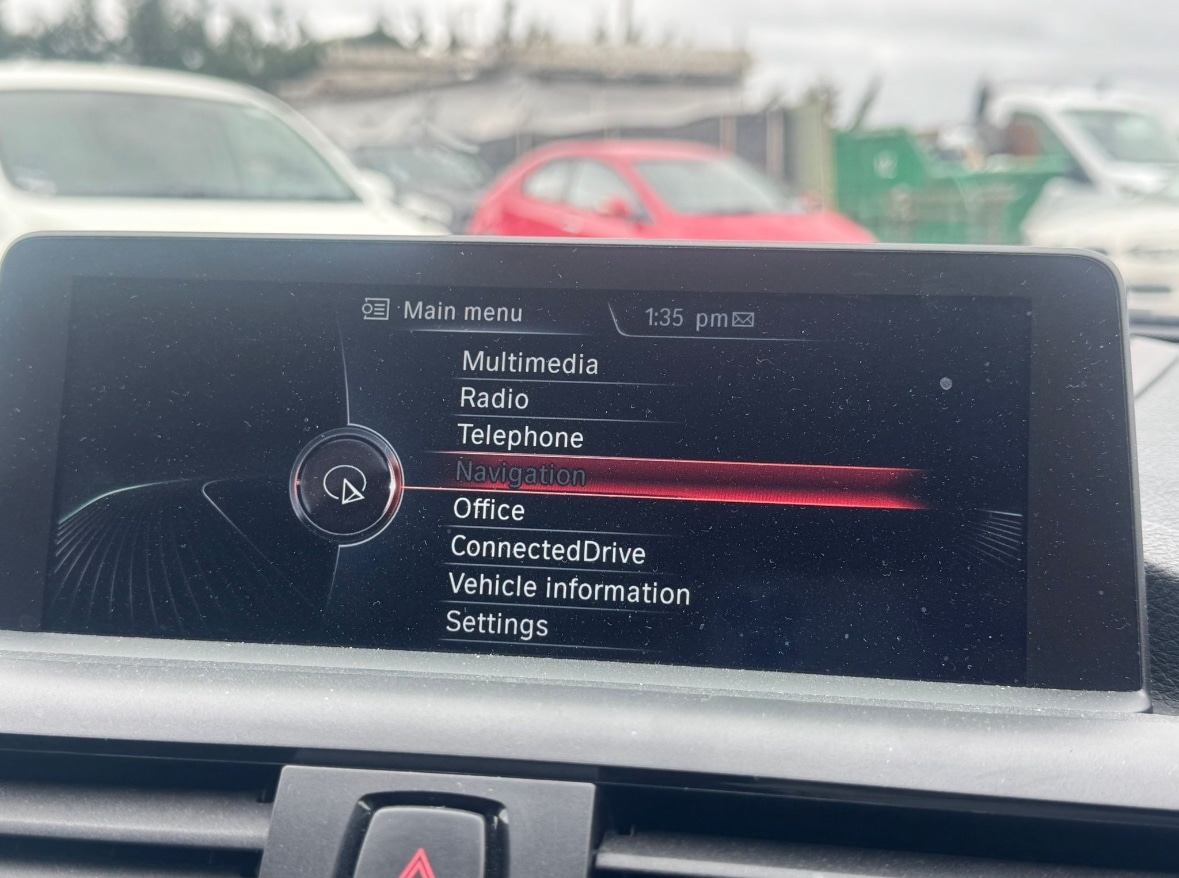 Main menu
1:35 pm
Multimedia
Radio
Telephone
Navigation
Office
ConnectedDrive
Vehicle information
Settings